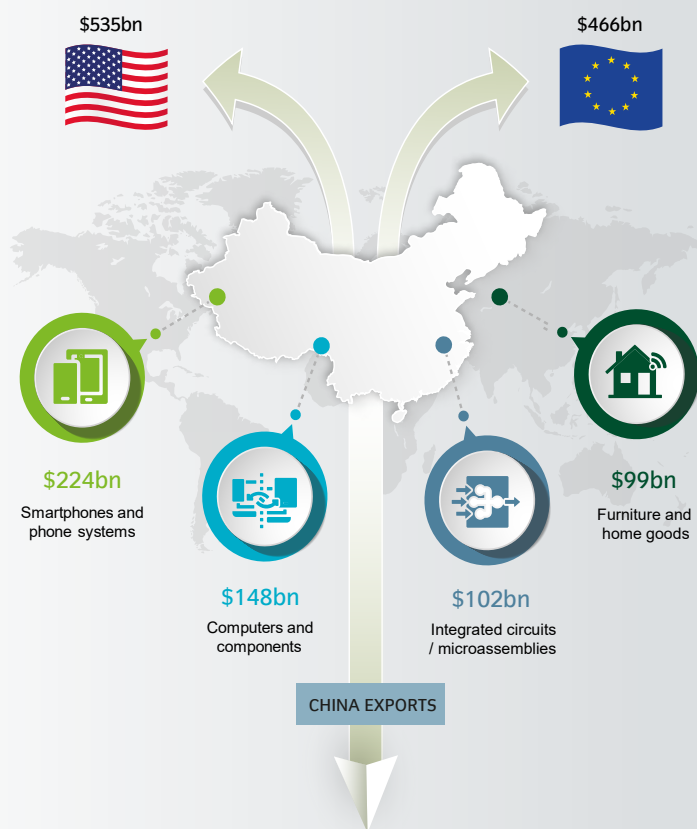 $535bn
$466bn
$224bn
Smartphones and
phone systems
$148bn
Computers and
components
$102bn
Integrated circuits
/ microassemblies
$99bn
Furniture and
home goods
CHINA EXPORTS